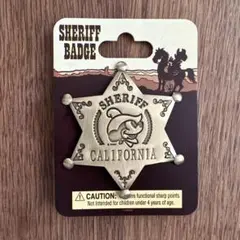 SHERIFF
BADGE
SHERIFF
CALIFORNIA
CAUTION: Contains functional sharp points.
Not intended for children under 4 years of age.